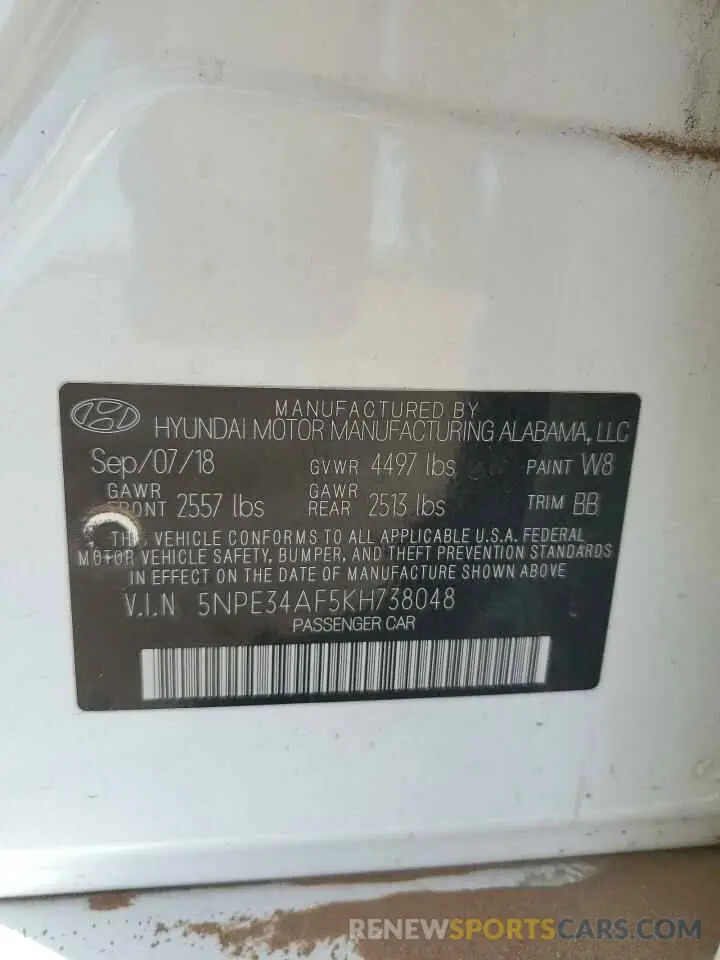 MANUFACTURED BY
HYUNDAI MOTOR MANUFACTURING ALABAMA, LLC
Sep/07/18 GVWR 4497 lbs PAINT W8
GAWR FRONT 2557 lbs GAWR REAR 2513 lbs TRIM BB
THIS VEHICLE CONFORMS TO ALL APPLICABLE U.S.A. FEDERAL
MOTOR VEHICLE SAFETY, BUMPER, AND THEFT PREVENTION STANDARDS
IN EFFECT ON THE DATE OF MANUFACTURE SHOWN ABOVE
V.I.N 5NPE34AF5KH738048
PASSENGER CAR
RENEWSPORTSCARS.COM